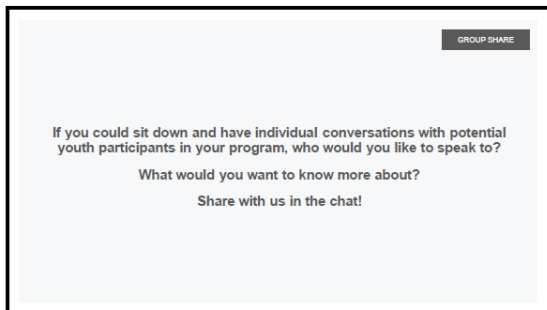 GROUP SHARE
If you could sit down and have individual conversations with potential
youth participants in your program, who would you like to speak to?
What would you want to know more about?
Share with us in the chat!